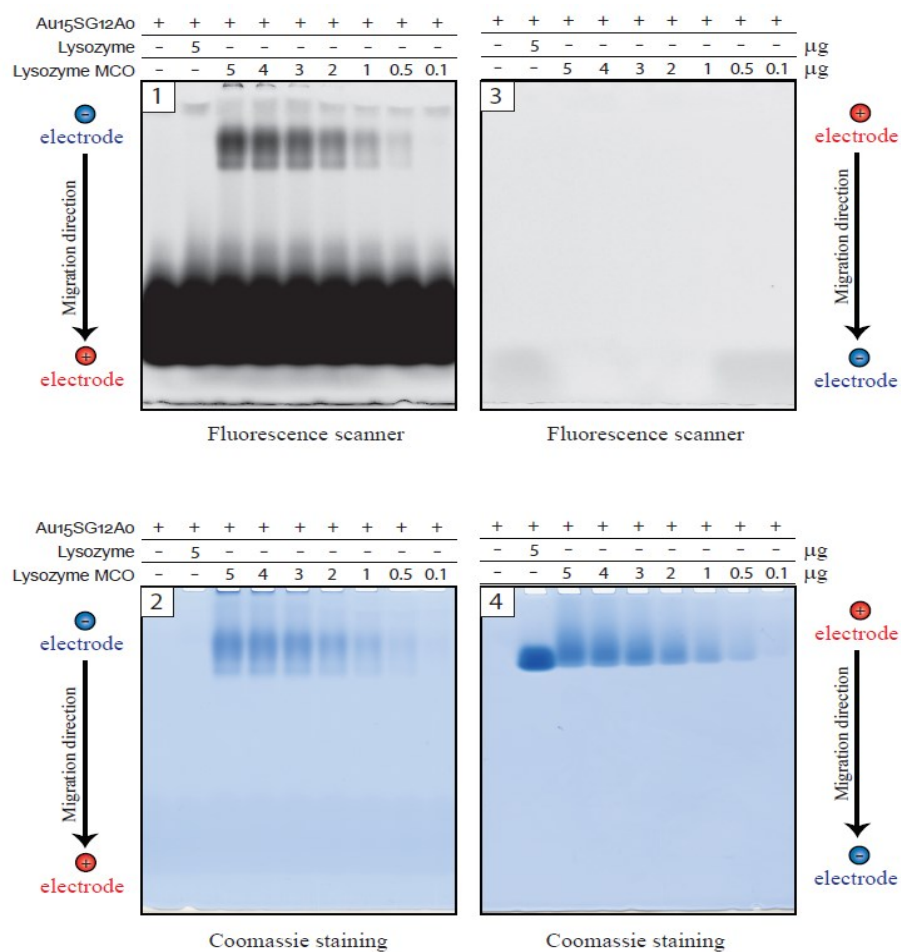 Au15SG12Ao + + + + + + + + +
Lysozyme – 5 – – – – – – –
Lysozyme MCO – – 5 4 3 2 1 0.5 0.1
1
–
electrode
Migration direction
+
electrode
Fluorescence scanner
+ + + + + + + + +
– 5 – – – – – – – μg
– – 5 4 3 2 1 0.5 0.1 μg
3
+
electrode
Migration direction
–
electrode
Fluorescence scanner
Au15SG12Ao + + + + + + + + +
Lysozyme – 5 – – – – – – –
Lysozyme MCO – – 5 4 3 2 1 0.5 0.1
2
–
electrode
Migration direction
+
electrode
Coomassie staining
+ + + + + + + + +
– 5 – – – – – – – μg
– – 5 4 3 2 1 0.5 0.1 μg
4
+
electrode
Migration direction
–
electrode
Coomassie staining